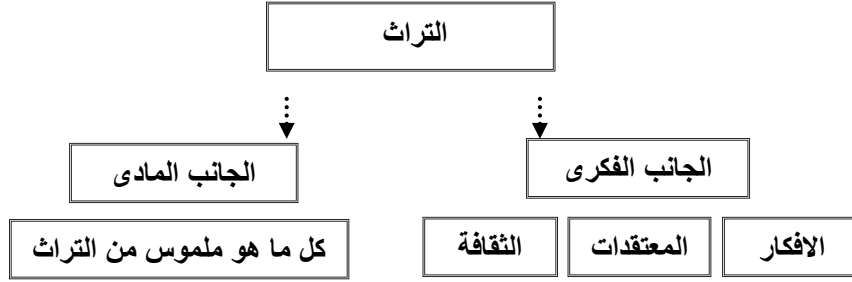 التراث
الجانب الفكرى
الجانب المادى
الافكار
المعتقدات
الثقافة
كل ما هو ملموس من التراث